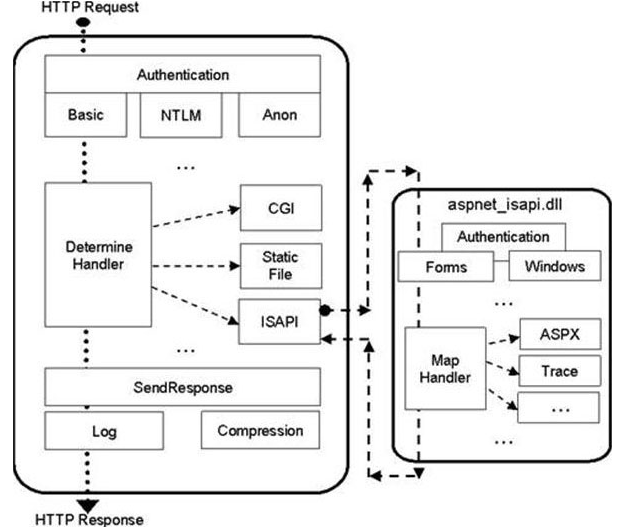 HTTP Request
Authentication
Basic
NTLM
Anon
...
Determine
Handler
CGI
Static
File
ISAPI
...
SendResponse
Log
Compression
HTTP Response
aspnet_isapi.dll
Authentication
Forms
Windows
...
Map
Handler
ASPX
Trace
...
...